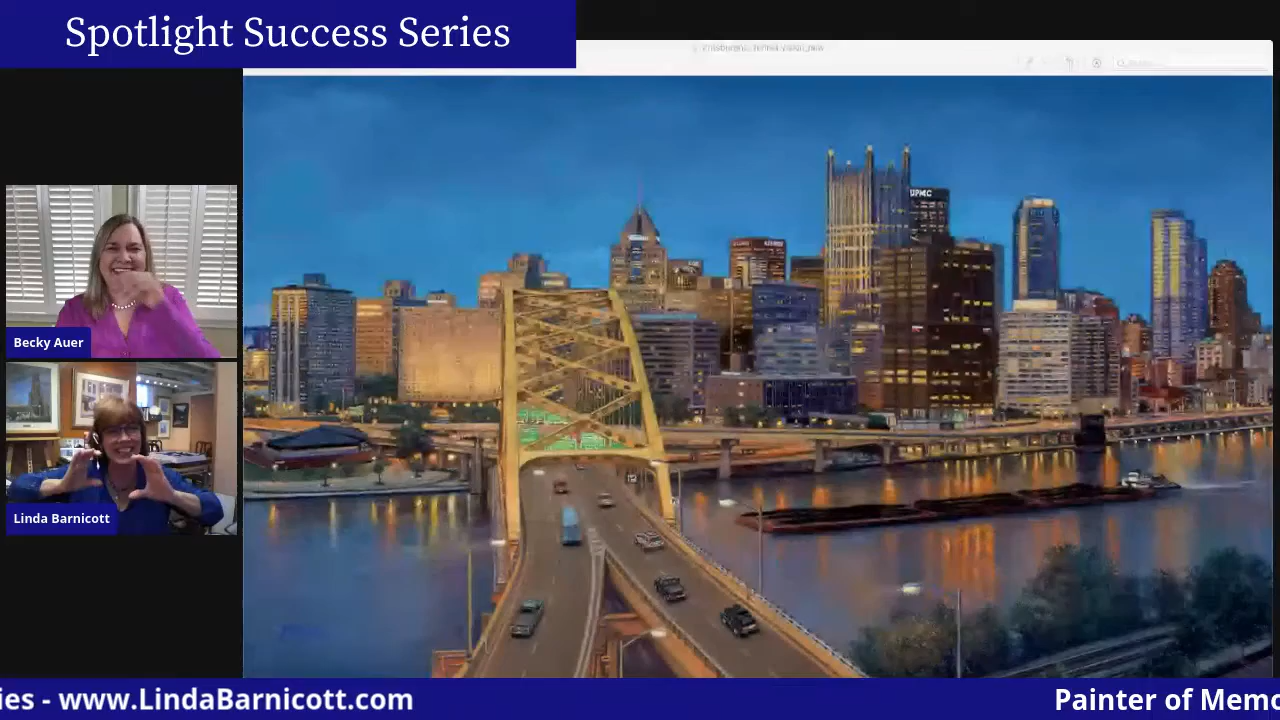 Spotlight Success Series
UPMC
Becky Auer
Linda Barnicott
ies - www.LindaBarnicott.com
Painter of Memo